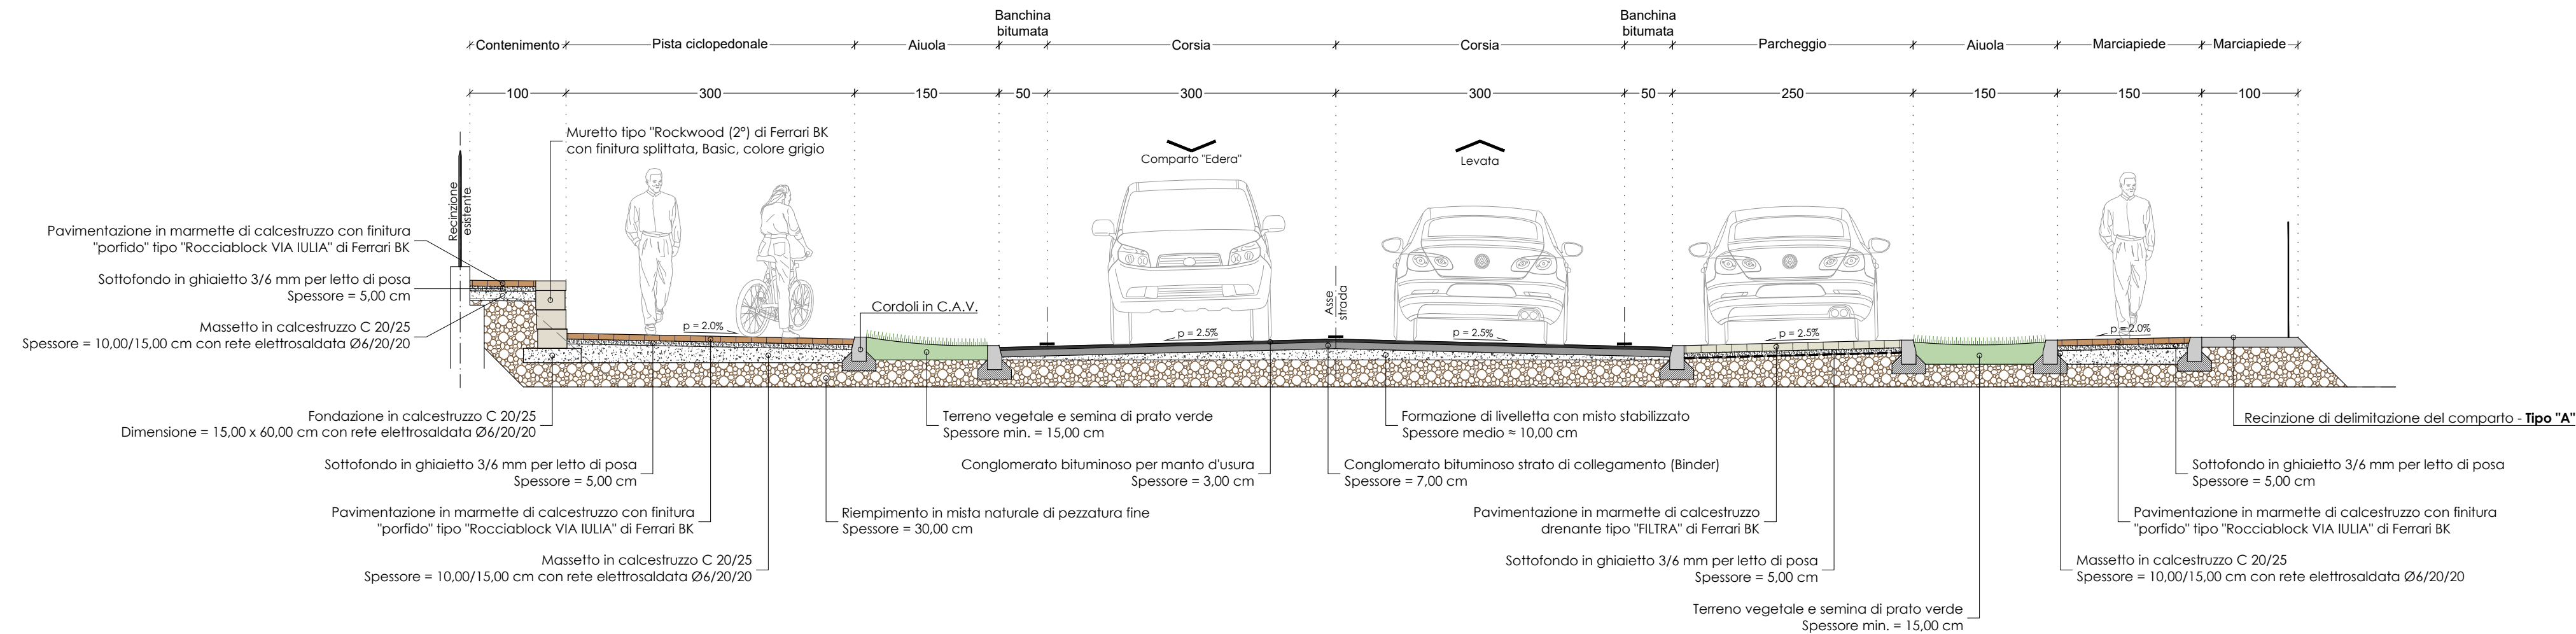 Banchina
bitumata
Banchina
bitumata
Contenimento
Pista ciclopedonale
Aiuola
Corsia
Corsia
Parcheggio
Aiuola
Marciapiede
Marciapiede
100
300
150
50
300
300
50
250
150
150
100
Muretto tipo "Rockwood (2°) di Ferrari BK
con finitura splittata, Basic, colore grigio
Comparto "Edera"
Levata
Recinzione
esistente
Pavimentazione in marmette di calcestruzzo con finitura
"porfido" tipo "Rocciablock VIA IULIA" di Ferrari BK
Sottofondo in ghiaietto 3/6 mm per letto di posa
Spessore = 5,00 cm
Massetto in calcestruzzo C 20/25
Spessore = 10,00/15,00 cm con rete elettrosaldata Ø6/20/20
Cordoli in C.A.V.
Asse
strada
p = 2.0%
p = 2.5%
p = 2.5%
p = 2.5%
p = 2.0%
Fondazione in calcestruzzo C 20/25
Dimensione = 15,00 x 60,00 cm con rete elettrosaldata Ø6/20/20
Terreno vegetale e semina di prato verde
Spessore min. = 15,00 cm
Formazione di livelletta con misto stabilizzato
Spessore medio ≈ 10,00 cm
Recinzione di delimitazione del comparto - Tipo "A"
Sottofondo in ghiaietto 3/6 mm per letto di posa
Spessore = 5,00 cm
Conglomerato bituminoso per manto d'usura
Spessore = 3,00 cm
Conglomerato bituminoso strato di collegamento (Binder)
Spessore = 7,00 cm
Sottofondo in ghiaietto 3/6 mm per letto di posa
Spessore = 5,00 cm
Pavimentazione in marmette di calcestruzzo con finitura
"porfido" tipo "Rocciablock VIA IULIA" di Ferrari BK
Riempimento in mista naturale di pezzatura fine
Spessore = 30,00 cm
Pavimentazione in marmette di calcestruzzo
drenante tipo "FILTRA" di Ferrari BK
Pavimentazione in marmette di calcestruzzo con finitura
"porfido" tipo "Rocciablock VIA IULIA" di Ferrari BK
Massetto in calcestruzzo C 20/25
Spessore = 10,00/15,00 cm con rete elettrosaldata Ø6/20/20
Sottofondo in ghiaietto 3/6 mm per letto di posa
Spessore = 5,00 cm
Massetto in calcestruzzo C 20/25
Spessore = 10,00/15,00 cm con rete elettrosaldata Ø6/20/20
Terreno vegetale e semina di prato verde
Spessore min. = 15,00 cm